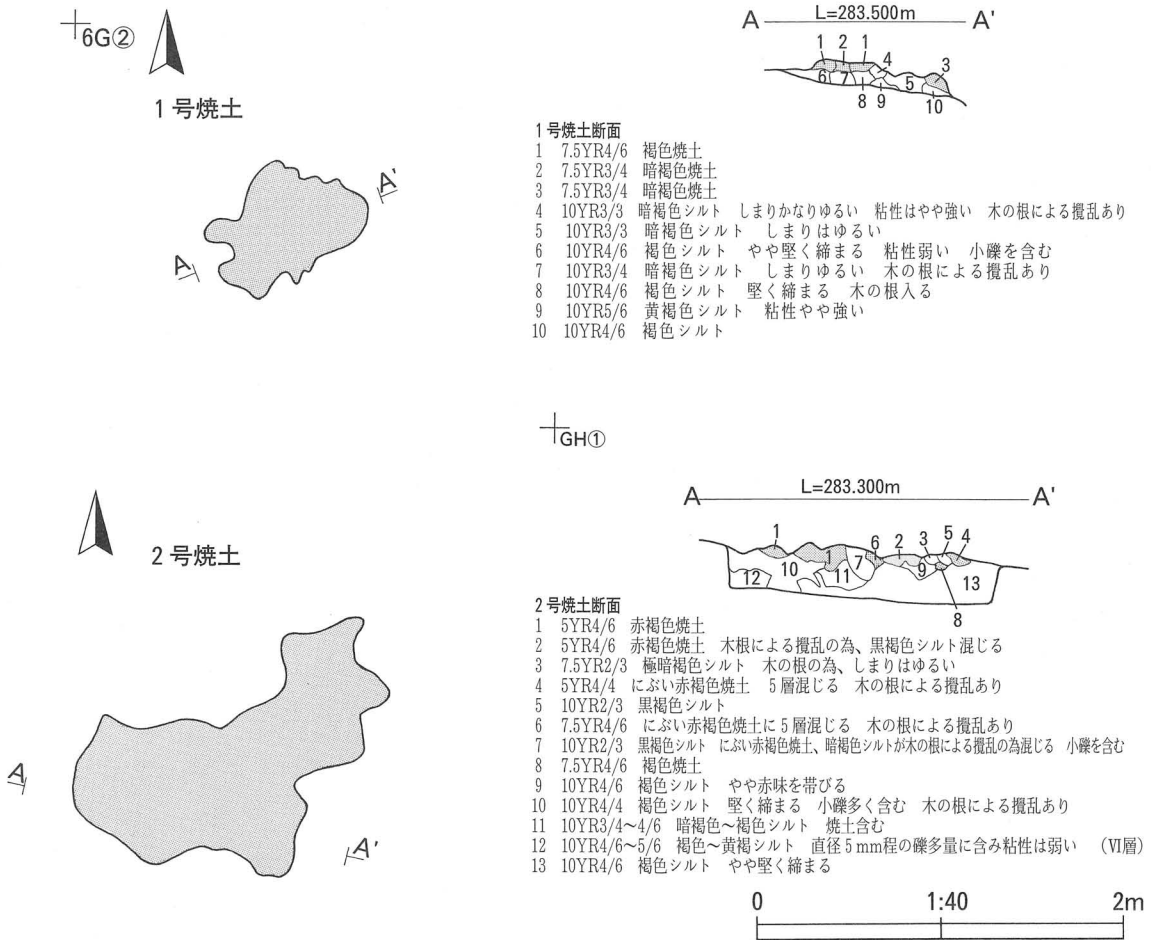 6G②
1号焼土
A
A'
A L=283.500m A'
1 2 1 4 3
6 7 8 9 5 10
1号焼土断面
1 7.5YR4/6 褐色焼土
2 7.5YR3/4 暗褐色焼土
3 7.5YR3/4 暗褐色焼土
4 10YR3/3 暗褐色シルト しまりかなりゆるい 粘性はやや強い 木の根による攪乱あり
5 10YR3/3 暗褐色シルト しまりはゆるい
6 10YR4/6 褐色シルト やや堅く締まる 粘性弱い 小礫を含む
7 10YR3/4 暗褐色シルト しまりゆるい 木の根による攪乱あり
8 10YR4/6 褐色シルト 堅く締まる 木の根入る
9 10YR5/6 黄褐色シルト 粘性やや強い
10 10YR4/6 褐色シルト
GH①
2号焼土
A
A'
A L=283.300m A'
1 6 2 3 5 4
12 10 1 11 7 9 8 13
2号焼土断面
1 5YR4/6 赤褐色焼土
2 5YR4/6 赤褐色焼土 木根による攪乱の為、黒褐色シルト混じる
3 7.5YR2/3 極暗褐色シルト 木の根の為、しまりはゆるい
4 5YR4/4 にぶい赤褐色焼土 5層混じる 木の根による攪乱あり
5 10YR2/3 黒褐色シルト
6 7.5YR4/6 にぶい赤褐色焼土に5層混じる 木の根による攪乱あり
7 10YR2/3 黒褐色シルト にぶい赤褐色焼土、暗褐色シルトが木の根による攪乱の為混じる 小礫を含む
8 7.5YR4/6 褐色焼土
9 10YR4/6 褐色シルト やや赤味を帯びる
10 10YR4/4 褐色シルト 堅く締まる 小礫多く含む 木の根による攪乱あり
11 10YR3/4～4/6 暗褐色～褐色シルト 焼土含む
12 10YR4/6～5/6 褐色～黄褐シルト 直径5mm程の礫多量に含み粘性は弱い (Ⅵ層)
13 10YR4/6 褐色シルト やや堅く締まる
0 1:40 2m